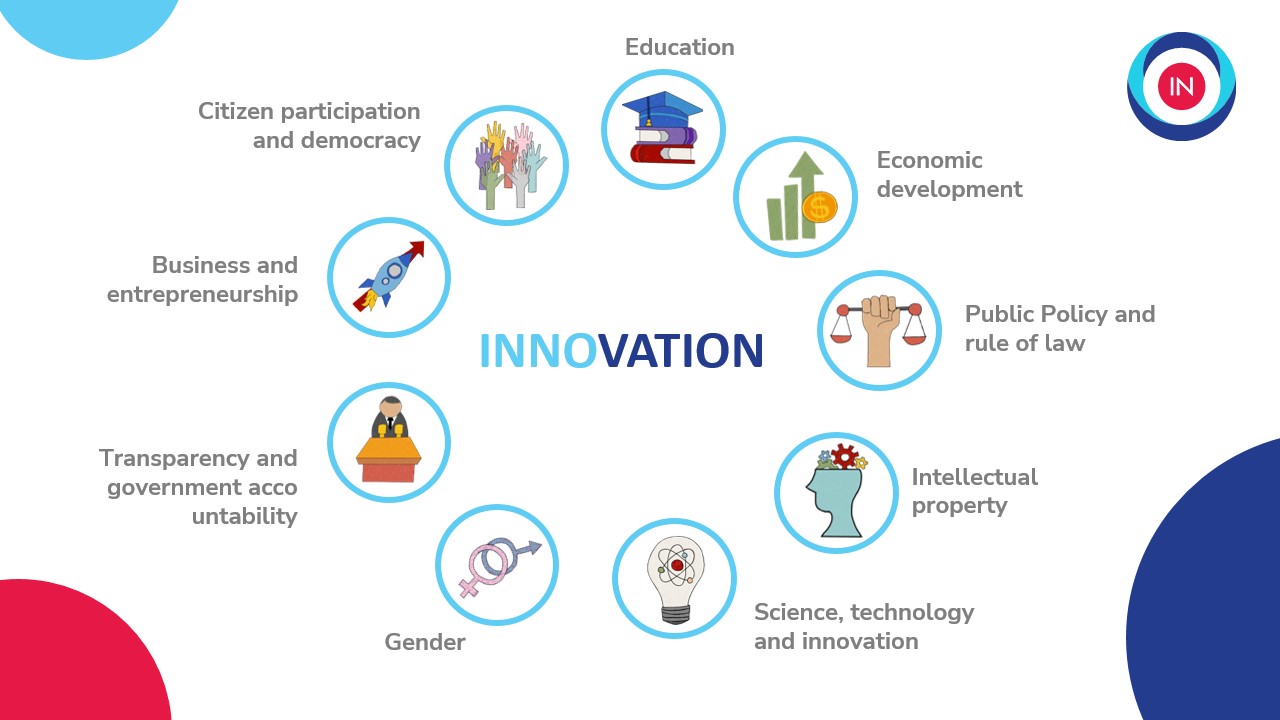 Education
IN
Citizen participation
and democracy
Economic
development
$
Business and
entrepreneurship
Public Policy and
rule of law
INNOVATION
Transparency and
government acco
untability
Intellectual
property
Science, technology
and innovation
Gender